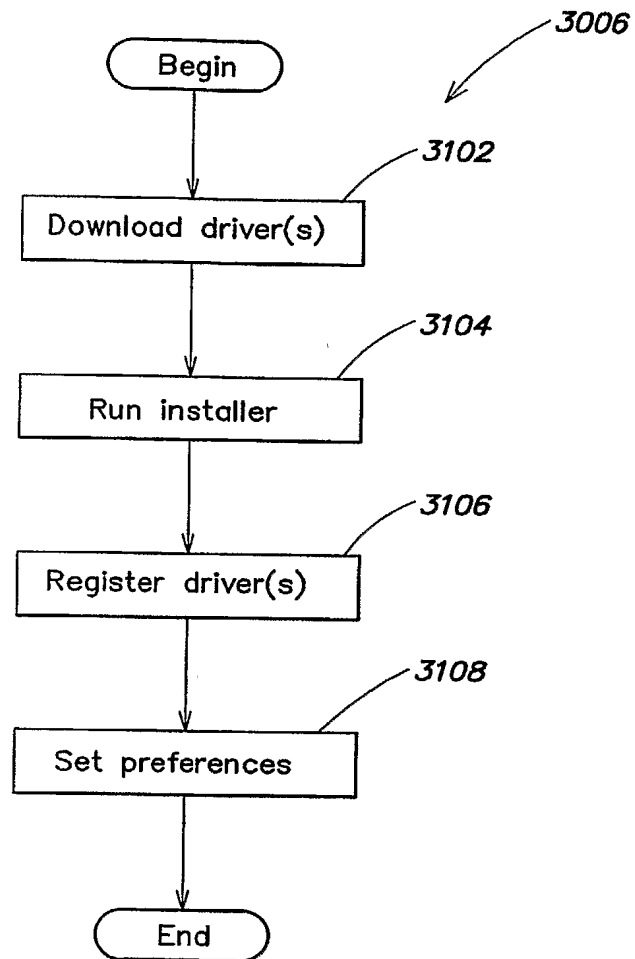 3006
Begin
3102
Download driver(s)
3104
Run installer
3106
Register driver(s)
3108
Set preferences
End